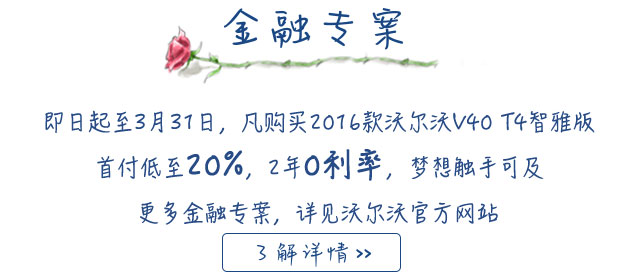 金融专案
即日起至3月31日，凡购买2016款沃尔沃V40 T4智雅版
首付低至20%，2年0利率，梦想触手可及
更多金融专案，详见沃尔沃官方网站
了解详情>>